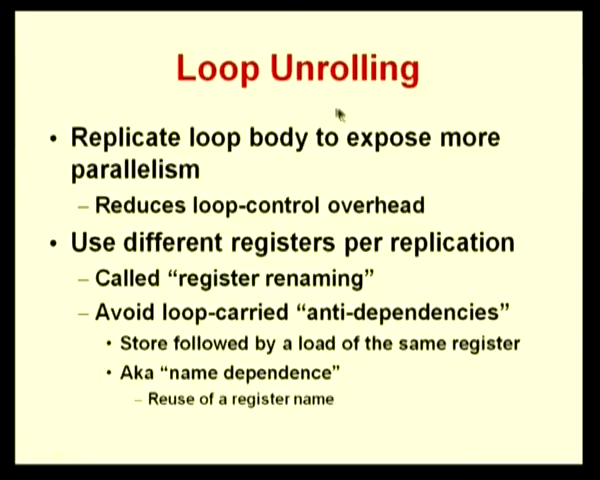 Loop Unrolling
• Replicate loop body to expose more
parallelism
– Reduces loop-control overhead
• Use different registers per replication
– Called “register renaming”
– Avoid loop-carried “anti-dependencies”
• Store followed by a load of the same register
• Aka “name dependence”
– Reuse of a register name